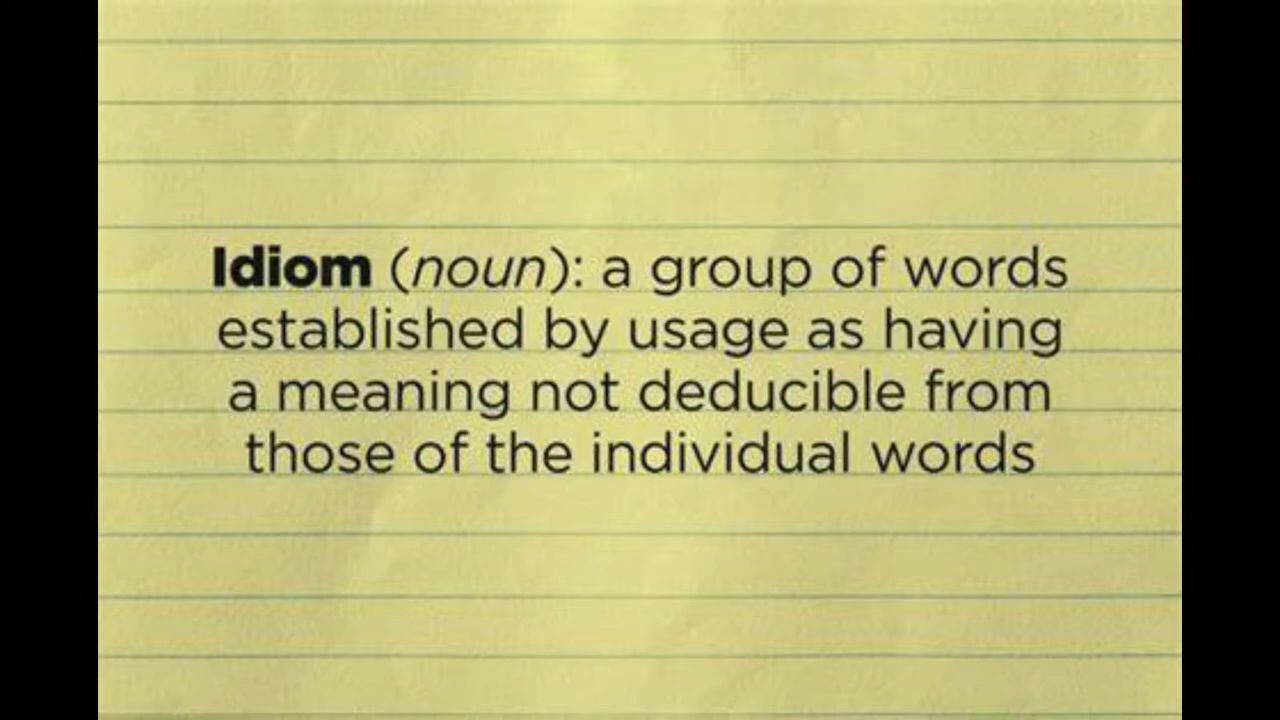 Idiom (noun): a group of words
established by usage as having
a meaning not deducible from
those of the individual words